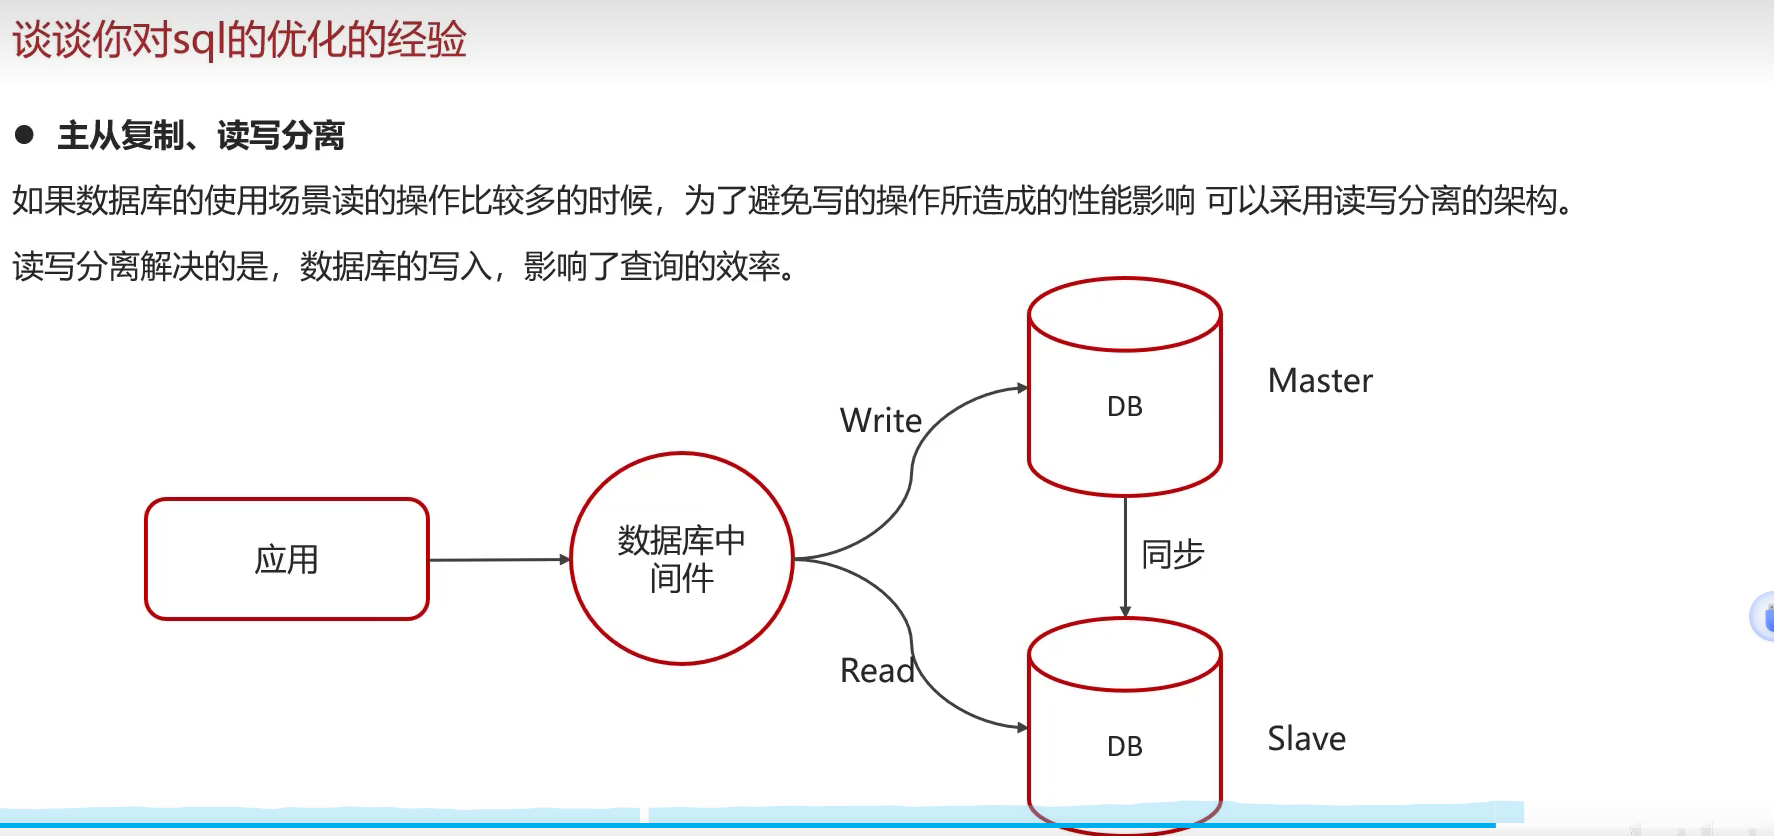 谈谈你对sql的优化的经验
● 主从复制、读写分离
如果数据库的使用场景读的操作比较多的时候，为了避免写的操作所造成的性能影响 可以采用读写分离的架构。
读写分离解决的是，数据库的写入，影响了查询的效率。
Master
DB
Write
应用
数据库中
间件
同步
Read
Slave
DB